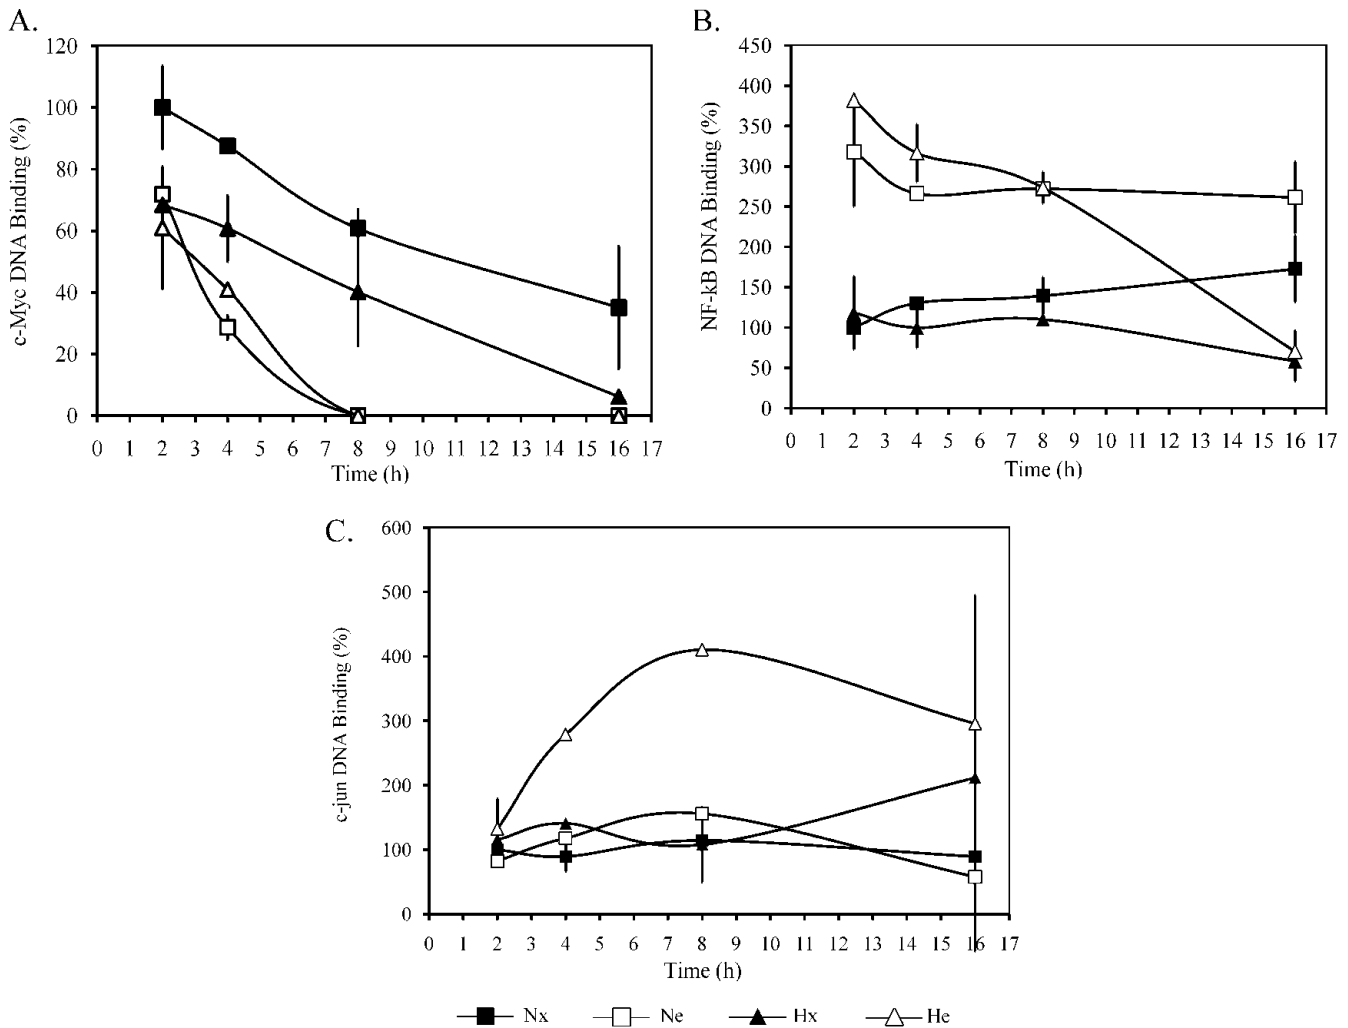 A.
c-Myc DNA Binding (%)
120
100
80
60
40
20
0
0 1 2 3 4 5 6 7 8 9 10 11 12 13 14 15 16 17
Time (h)
B.
NF-kB DNA Binding (%)
450
400
350
300
250
200
150
100
50
0
0 1 2 3 4 5 6 7 8 9 10 11 12 13 14 15 16 17
Time (h)
C.
c-jun DNA Binding (%)
600
500
400
300
200
100
0
0 1 2 3 4 5 6 7 8 9 10 11 12 13 14 15 16 17
Time (h)
Nx Ne Hx He